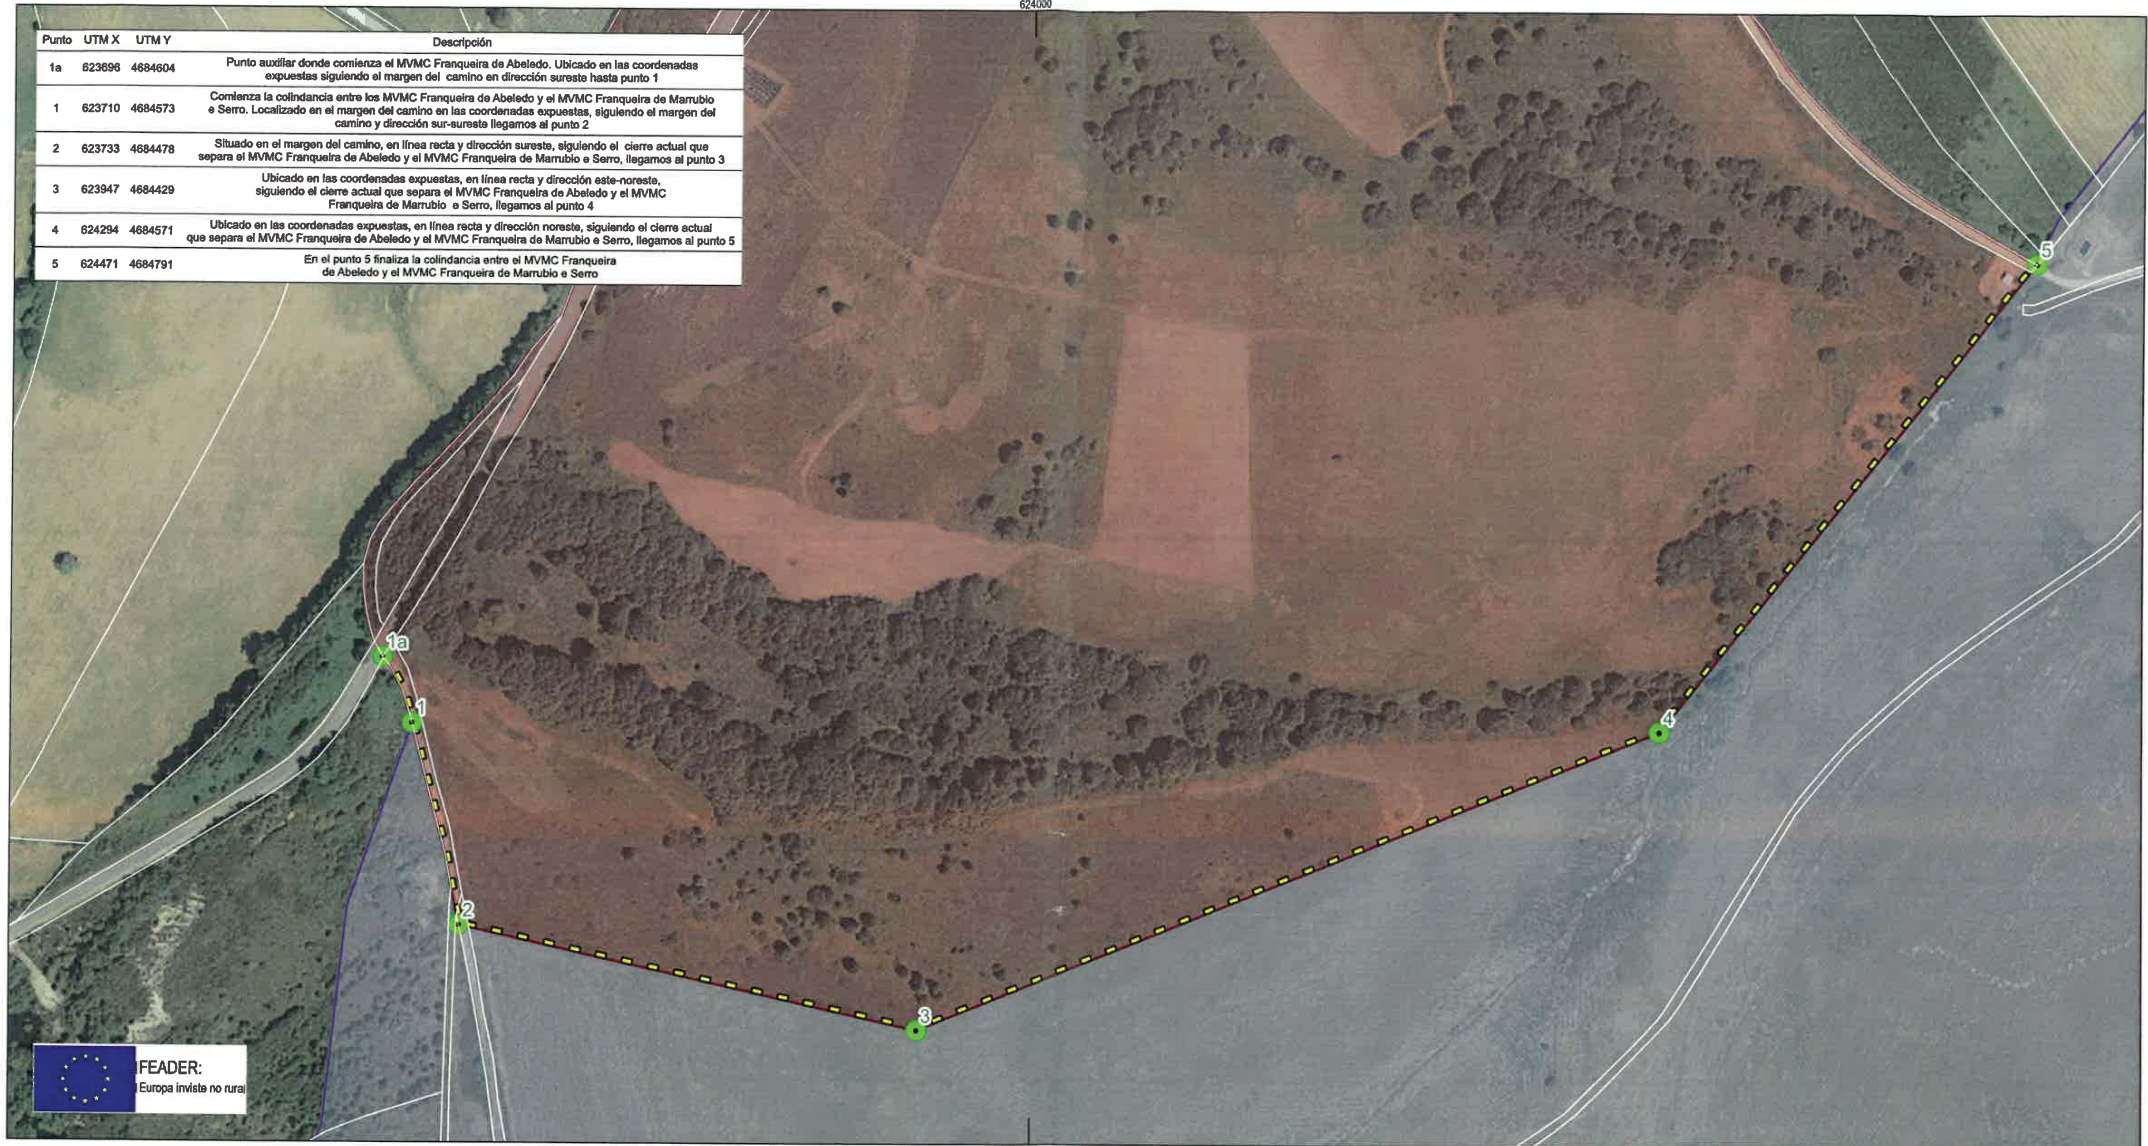 624000
Punto UTM X UTM Y Descripción
1a 623696 4684604 Punto auxiliar donde comienza el MVMC Franqueira de Abeledo. Ubicado en las coordenadas
expuestas siguiendo el margen del camino en dirección sureste hasta punto 1
1 623710 4684573 Comienza la colindancia entre los MVMC Franqueira de Abeledo y el MVMC Franqueira de Marrubio
e Serro. Localizado en el margen del camino en las coordenadas expuestas, siguiendo el margen del
camino y dirección sur-sureste llegamos al punto 2
2 623733 4684478 Situado en el margen del camino, en línea recta y dirección sureste, siguiendo el cierre actual que
separa el MVMC Franqueira de Abeledo y el MVMC Franqueira de Marrubio e Serro, llegamos al punto 3
3 623947 4684429 Ubicado en las coordenadas expuestas, en línea recta y dirección este-noreste,
siguiendo el cierre actual que separa el MVMC Franqueira de Abeledo y el MVMC
Franqueira de Marrubio e Serro, llegamos al punto 4
4 624294 4684571 Ubicado en las coordenadas expuestas, en línea recta y dirección noreste, siguiendo el cierre actual
que separa el MVMC Franqueira de Abeledo y el MVMC Franqueira de Marrubio e Serro, llegamos al punto 5
5 624471 4684791 En el punto 5 finaliza la colindancia entre el MVMC Franqueira
de Abeledo y el MVMC Franqueira de Marrubio e Serro
5
1a
1
4
2
3
FEADER:
Europa inviste no rural